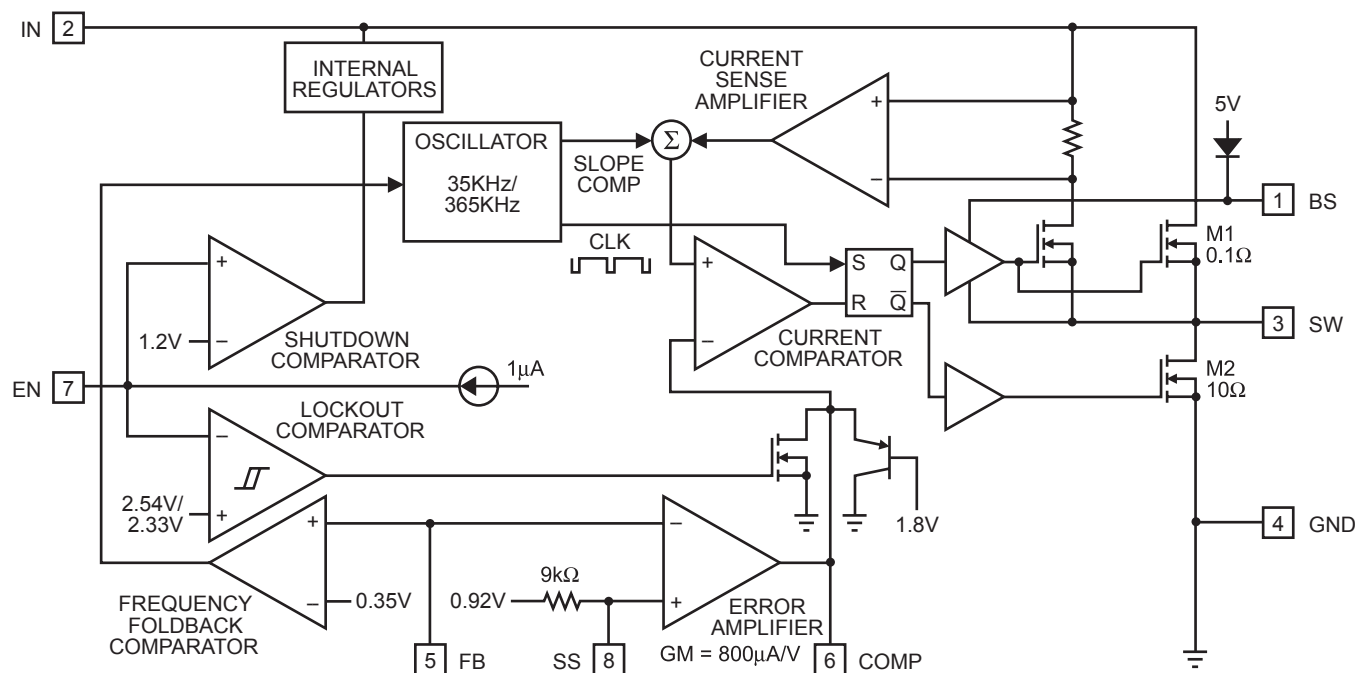 IN 2
INTERNAL
REGULATORS
CURRENT
SENSE
AMPLIFIER
+
–
5V
OSCILLATOR
35KHz/
365KHz
Σ
SLOPE
COMP
CLK
1 BS
M1
0.1Ω
+
–
1.2V
SHUTDOWN
COMPARATOR
+
–
CURRENT
COMPARATOR
S Q
R Q̅
3 SW
M2
10Ω
EN 7
1µA
LOCKOUT
COMPARATOR
–
+
2.54V/
2.33V
1.8V
4 GND
+
–
0.35V
FREQUENCY
FOLDBACK
COMPARATOR
0.92V
9kΩ
–
+
ERROR
AMPLIFIER
GM = 800µA/V
5 FB
SS 8
6 COMP